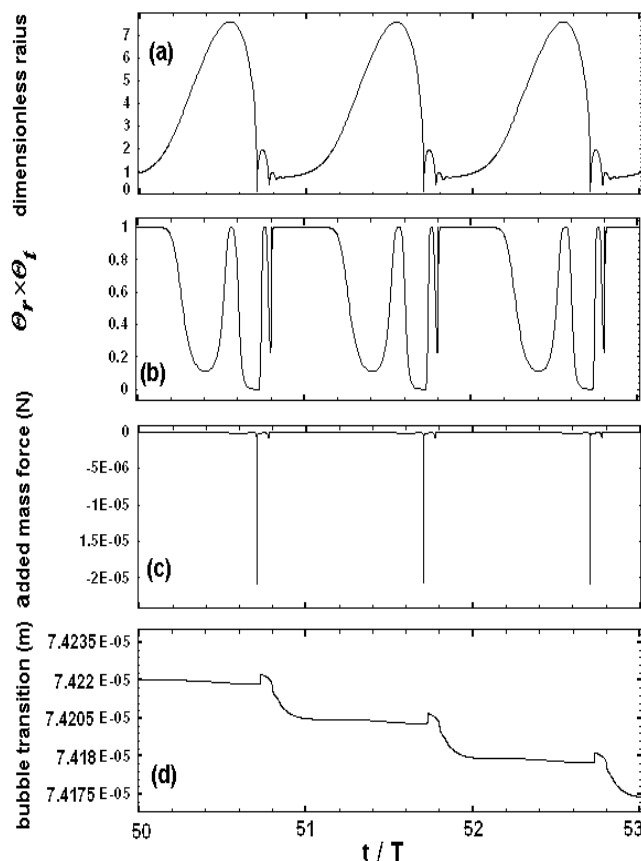 dimensionless raius
(a)
7
6
5
4
3
2
1
0
Θr×Θt
(b)
1
0.8
0.6
0.4
0.2
0
added mass force (N)
(c)
0
-5E-06
-1E-05
1.5E-05
-2E-05
bubble transition (m)
(d)
7.4235 E-05
7.422 E-05
7.4205 E-05
7.418 E-05
7.4175 E-05
50
51
52
53
t / T